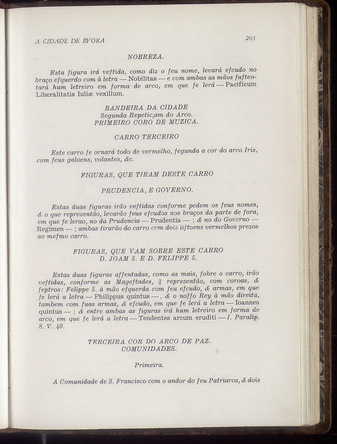 A CIDADE DE EVORA 203
NOBREZA.
Esta figura irá veſtida, como diz o ſeu nome, levará eſcudo no
braço eſquerdo com à letra — Nobilitas — e com ambas as mãos ſuſten-
tará hum letreiro em forma de arco, em que ſe lerá — Pacificum
Liberalitatis Iuliæ vexilium.
BANDEIRA DA CIDADE
Segunda Repetiçam do Arco.
PRIMEIRO CORO DE MUZICA.
CARRO TERCEIRO
Eſte carro ſe ornará todo de vermelho, ſegunda a cor do arco Iris,
com ſeus galoens, volantes, &c.
FIGURAS, QUE TIRAM DESTE CARRO
PRUDENCIA, E GOVERNO.
Eſtas duas figuras irão veſtidas conforme pedem os ſeus nomes,
& o que reprezentão, levarão ſeus eſcudos nos braços da parte de fora,
em que ſe lerao, no da Prudencia — Prudentia — ; & no do Governo —
Regimen — ; ambas tirarão do carro com dois liſtoens vermelhos prezos
ao meſmo carro.
FIGURAS, QUE VAM SOBRE ESTE CARRO
D. JOAM 5. E D. FELIPPE 5.
Eſtas duas figuras aſſentadas, como as mais, ſobre o carro, irão
veſtidas, conforme as Mageſtades, q̃ reprezentão, com coroas, &
ſeptros: Felippe 5. à mão eſquerda com ſeu eſcudo, & armas, em que
ſe lerá a letra — Philippus quintus — , & o noſſo Rey à mão direita,
tambem com ſuas armas, & eſcudo, em que ſe lerá a letra — Ioannes
quintus — ; & entre ambas as figuras irá hum letreiro em forma de
arco, em que ſe lerá a letra — Tendentes arcum eruditi — I. Paralip.
8. V. 40.
TERCEIRA COR DO ARCO DE PAZ.
COMUNIDADES.
Primeira.
A Comunidade de S. Francisco com o andor do ſeu Patriarca, & dois